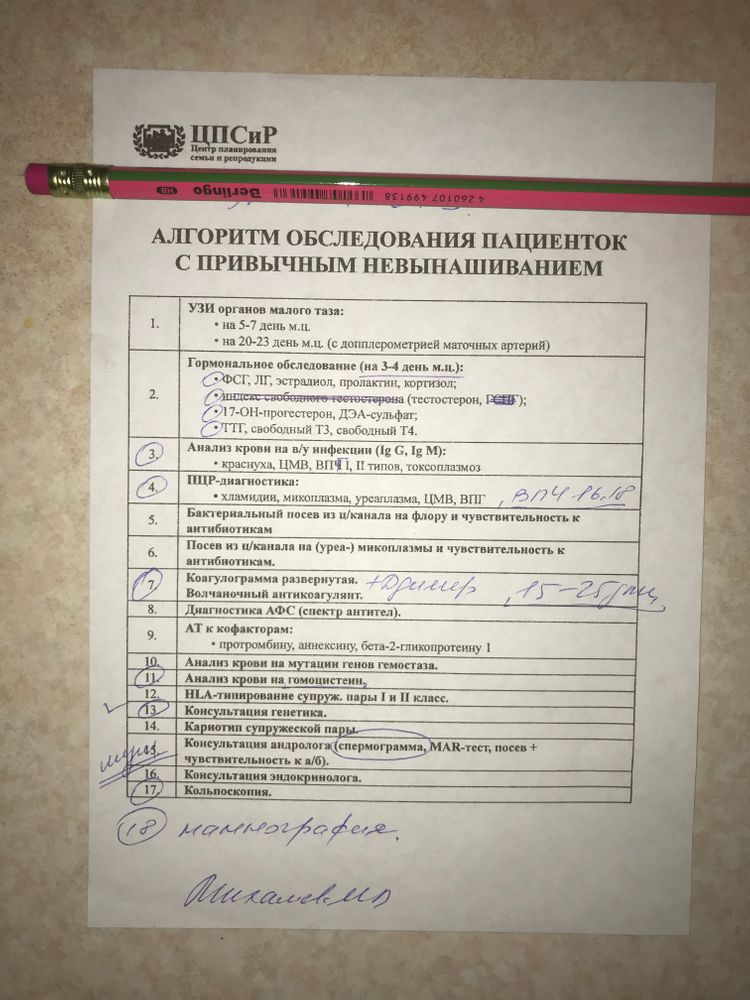 ЦПСиР
Центр планирования
семьи и репродукции
4 260107 499138
Berlingo HB
АЛГОРИТМ ОБСЛЕДОВАНИЯ ПАЦИЕНТОК
С ПРИВЫЧНЫМ НЕВЫНАШИВАНИЕМ
1. УЗИ органов малого таза:
• на 5-7 день м.ц.
• на 20-23 день м.ц. (с допплерометрией маточных артерий)
2. Гормональное обследование (на 3-4 день м.ц.):
• ФСГ, ЛГ, эстрадиол, пролактин, кортизол;
• индекс свободного тестостерона (тестостерон, ГСПГ);
• 17-ОН-прогестерон, ДЭА-сульфат;
• ТТГ, свободный Т3, свободный Т4.
3. Анализ крови на в/у инфекции (Ig G, Ig M):
• краснуха, ЦМВ, ВПГ I, II типов, токсоплазмоз
4. ПЦР-диагностика:
• хламидии, микоплазма, уреаплазма, ЦМВ, ВПГ , ВПЧ 16,18
5. Бактериальный посев из ц/канала на флору и чувствительность к
антибиотикам
6. Посев из ц/канала на (уреа-) микоплазмы и чувствительность к
антибиотикам.
7 Коагулограмма развернутая. +Д димер , 15-25 дмц,
Волчаночный антикоагулянт.
8. Диагностика АФС (спектр антител).
9. АТ к кофакторам:
• протромбину, аннексину, бета-2-гликопротеину 1
10. Анализ крови на мутации генов гемостаза.
11. Анализ крови на гомоцистеин.
12. HLA-типирование супруж. пары I и II класс.
13. Консультация генетика.
14. Кариотип супружеской пары.
15. Консультация андролога (спермограмма, MAR-тест, посев +
чувствительность к а/б).
16. Консультация эндокринолога.
17. Кольпоскопия.
18 маммография.